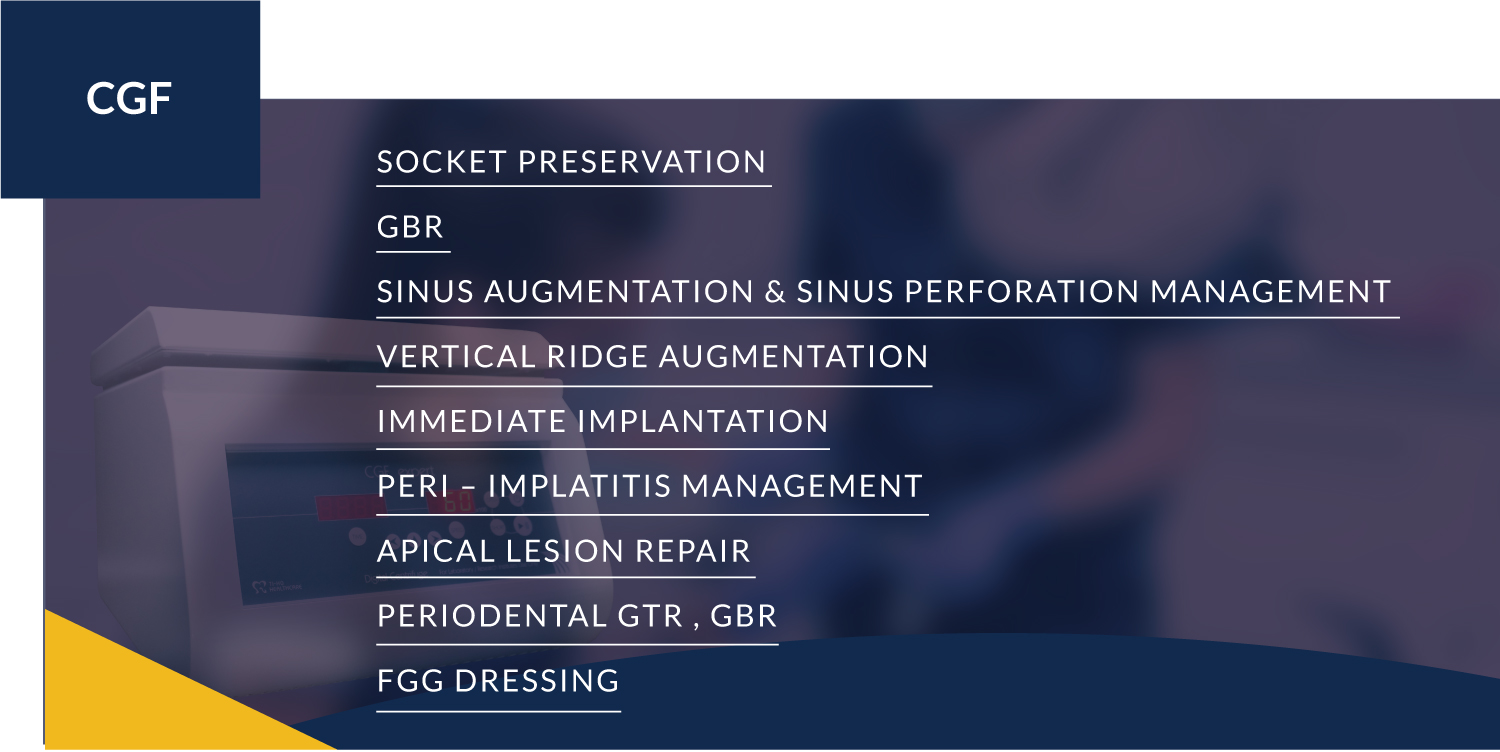 CGF
SOCKET PRESERVATION
GBR
SINUS AUGMENTATION & SINUS PERFORATION MANAGEMENT
VERTICAL RIDGE AUGMENTATION
IMMEDIATE IMPLANTATION
PERI – IMPLATITIS MANAGEMENT
APICAL LESION REPAIR
PERIODENTAL GTR , GBR
FGG DRESSING